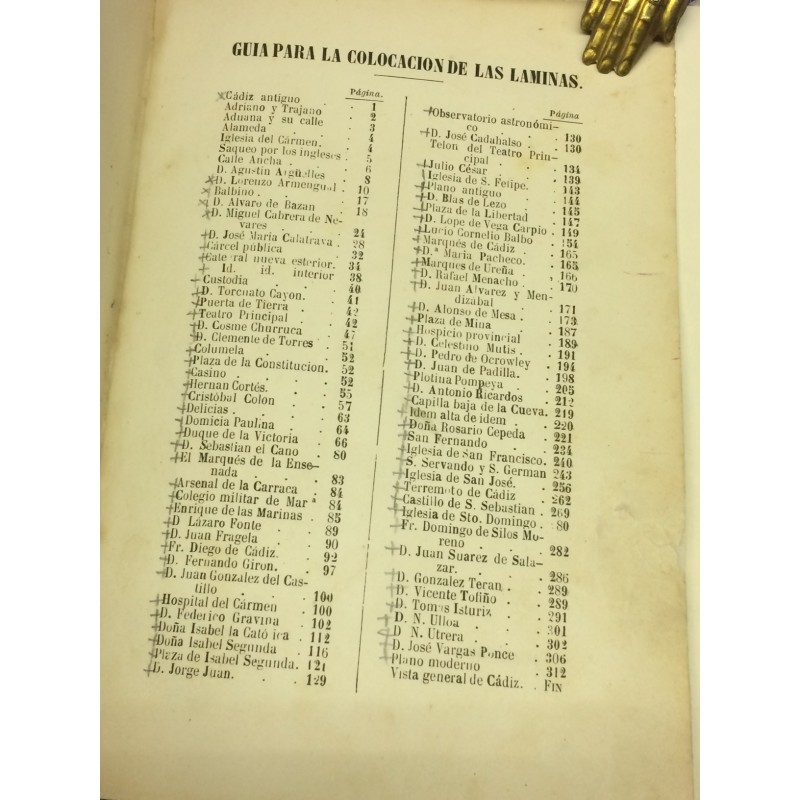 GUIA PARA LA COLOCACION DE LAS LAMINAS.
Página.
Cádiz antiguo . 1
Adriano y Trajano . 2
Aduana y su calle . 3
Alameda . . 4
Iglesia del Cármen. . 4
Saqueo por los ingleses . 5
Calle Ancha . . 6
D. Agustin Argüelles . 8
D. Lorenzo Armengual . 10
Balbino . . 17
D. Alvaro de Bazan . 18
D. Miguel Cabrera de Ne-
vares . . 24
D. José María Calatrava . 28
Cárcel pública . 32
Cate ral nueva esterior. 34
Id. id. interior 38
Custodia . . 40
D. Torcuato Cayon. . 41
Puerta de Tierra . . 42
Teatro Principal . . 42
D. Cosme Churruca . 47
D. Clemente de Torres . 51
Columela . . 52
Plaza de la Constitucion. 52
Casino . . . 52
Hernan Cortés. . . 55
Cristóbal Colon . . 57
Delicias . . . 63
Domicia Paulina . . 64
Duque de la Victoria . 66
D. Sebastian el Cano . 80
El Marqués de la Ense-
nada . . . 83
Arsenal de la Carraca . 84
Colegio militar de Mar.ª 84
Enrique de las Marinas . 85
D Lázaro Fonte . . 89
D. Juan Fragela . . 90
Fr. Diego de Cádiz. . 92
D. Fernando Giron. . 97
D. Juan Gonzalez del Cas-
tillo . . . 100
Hospital del Cármen . 100
D. Federico Gravina . 102
Doña Isabel la Cató ica . 112
Doña Isabel Segunda . 116
Plaza de Isabel Segunda. 121
D. Jorge Juan. . . 129
Página
Observatorio astronómi-
co . . . 130
D. José Cadahalso . . 130
Telon del Teatro Prin-
cipal . . . 134
Julio César . . . 139
Iglesia de S. Felipe. . 143
Plano antiguo . . 144
D. Blas de Lezo . . 145
Plaza de la Libertad . 147
D. Lope de Vega Carpio . 149
Lucio Cornelio Balbo . 154
Marqués de Cádiz . . 165
D.ª Maria Pacheco. . 165
Marques de Ureña . . 166
D. Rafael Menacho . . 170
D. Juan Alvarez y Men-
dizabal . . 171
D. Alonso de Mesa . . 173
Plaza de Mina . . 187
Hospicio provincial . 189
D. Celestino Mutis . . 191
D. Pedro de Ocrowley . 194
D. Juan de Padilla. . 198
Plotina Pompeya . . 205
D. Antonio Ricardos . 212
Capilla baja de la Cueva. 219
Idem alta de idem . . 220
Doña Rosario Cepeda . 221
San Fernando . . 234
Iglesia de San Francisco. 240
S. Servando y S. German 243
Iglesia de San José. . 256
Terremoto de Cádiz . 262
Castillo de S. Sebastian . 269
Iglesia de Sto. Domingo . 80
Fr. Domingo de Silos Mo-
reno . . . 282
D. Juan Suarez de Sala-
zar. . . . 286
D. Gonzalez Teran . . 289
D. Vicente Tofiño . . 289
D. Tomas Isturiz . . 291
D. N. Ulloa . . 301
D N. Utrera . . . 302
D. José Vargas Ponce . 306
Plano moderno . . 312
Vista general de Cádiz. . FIN